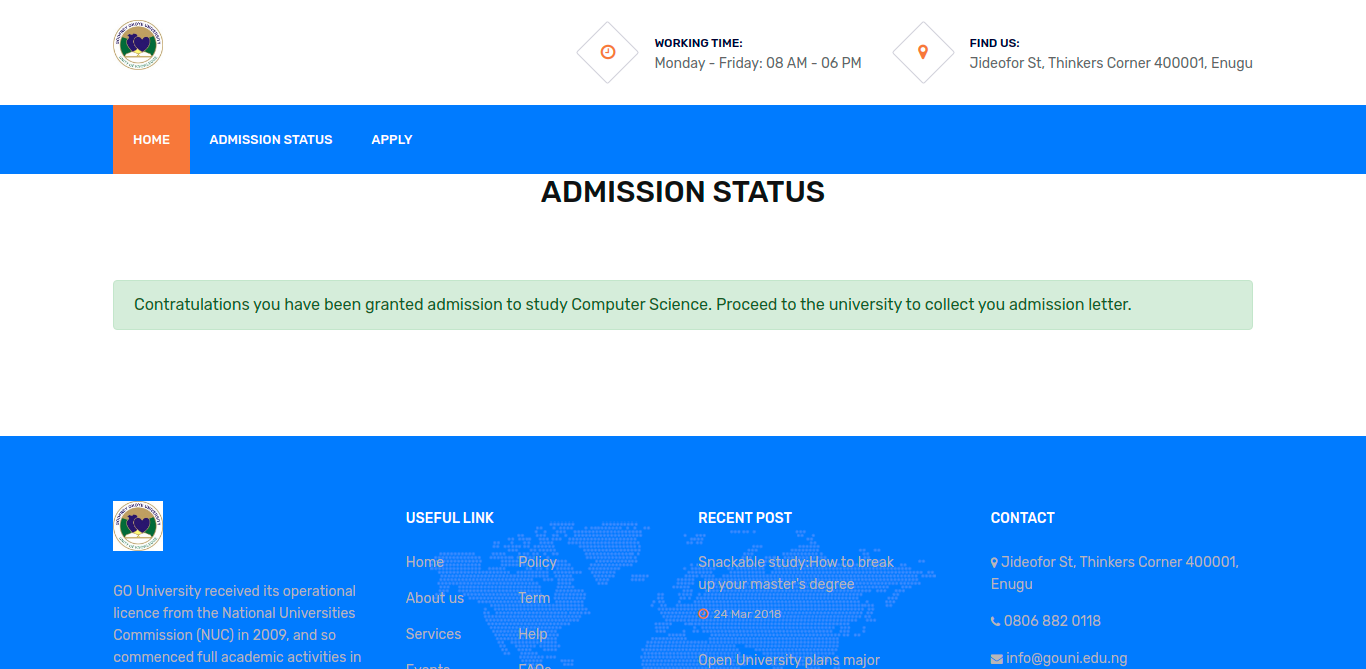 WORKING TIME:
Monday - Friday: 08 AM - 06 PM
FIND US:
Jideofor St, Thinkers Corner 400001, Enugu
HOME
ADMISSION STATUS
APPLY
ADMISSION STATUS
Contratulations you have been granted admission to study Computer Science. Proceed to the university to collect you admission letter.
GO University received its operational
licence from the National Universities
Commission (NUC) in 2009, and so
commenced full academic activities in
USEFUL LINK
Home
About us
Services
Events
Policy
Term
Help
FAQs
RECENT POST
Snackable study:How to break
up your master's degree
24 Mar 2018
Open University plans major
CONTACT
Jideofor St, Thinkers Corner 400001,
Enugu
0806 882 0118
info@gouni.edu.ng